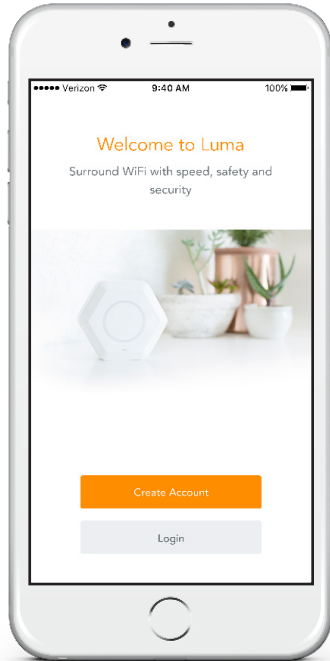 Verizon 9:40 AM 100%
Welcome to Luma
Surround WiFi with speed, safety and
security
Create Account
Login